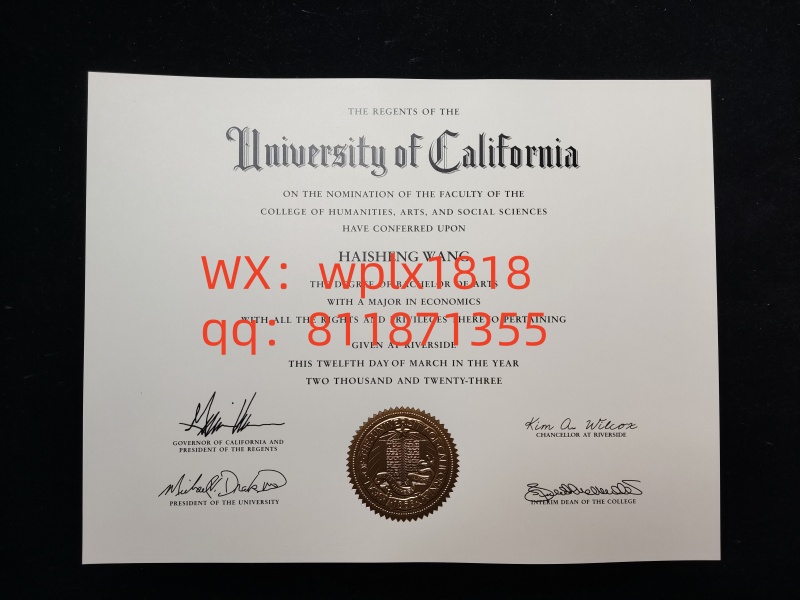 THE REGENTS OF THE
University of California
ON THE NOMINATION OF THE FACULTY OF THE
COLLEGE OF HUMANITIES, ARTS, AND SOCIAL SCIENCES
HAVE CONFERRED UPON
HAISHENG WANG
WX：wplx1818
THE DEGREE OF BACHELOR OF ARTS
WITH A MAJOR IN ECONOMICS
WITH ALL THE RIGHTS AND PRIVILEGES THERETO PERTAINING
qq：811871355
GIVEN AT RIVERSIDE
THIS TWELFTH DAY OF MARCH IN THE YEAR
TWO THOUSAND AND TWENTY-THREE
GOVERNOR OF CALIFORNIA AND
PRESIDENT OF THE REGENTS
Kim A. Wilcox
CHANCELLOR AT RIVERSIDE
Michael V. Drake
PRESIDENT OF THE UNIVERSITY
INTERIM DEAN OF THE COLLEGE